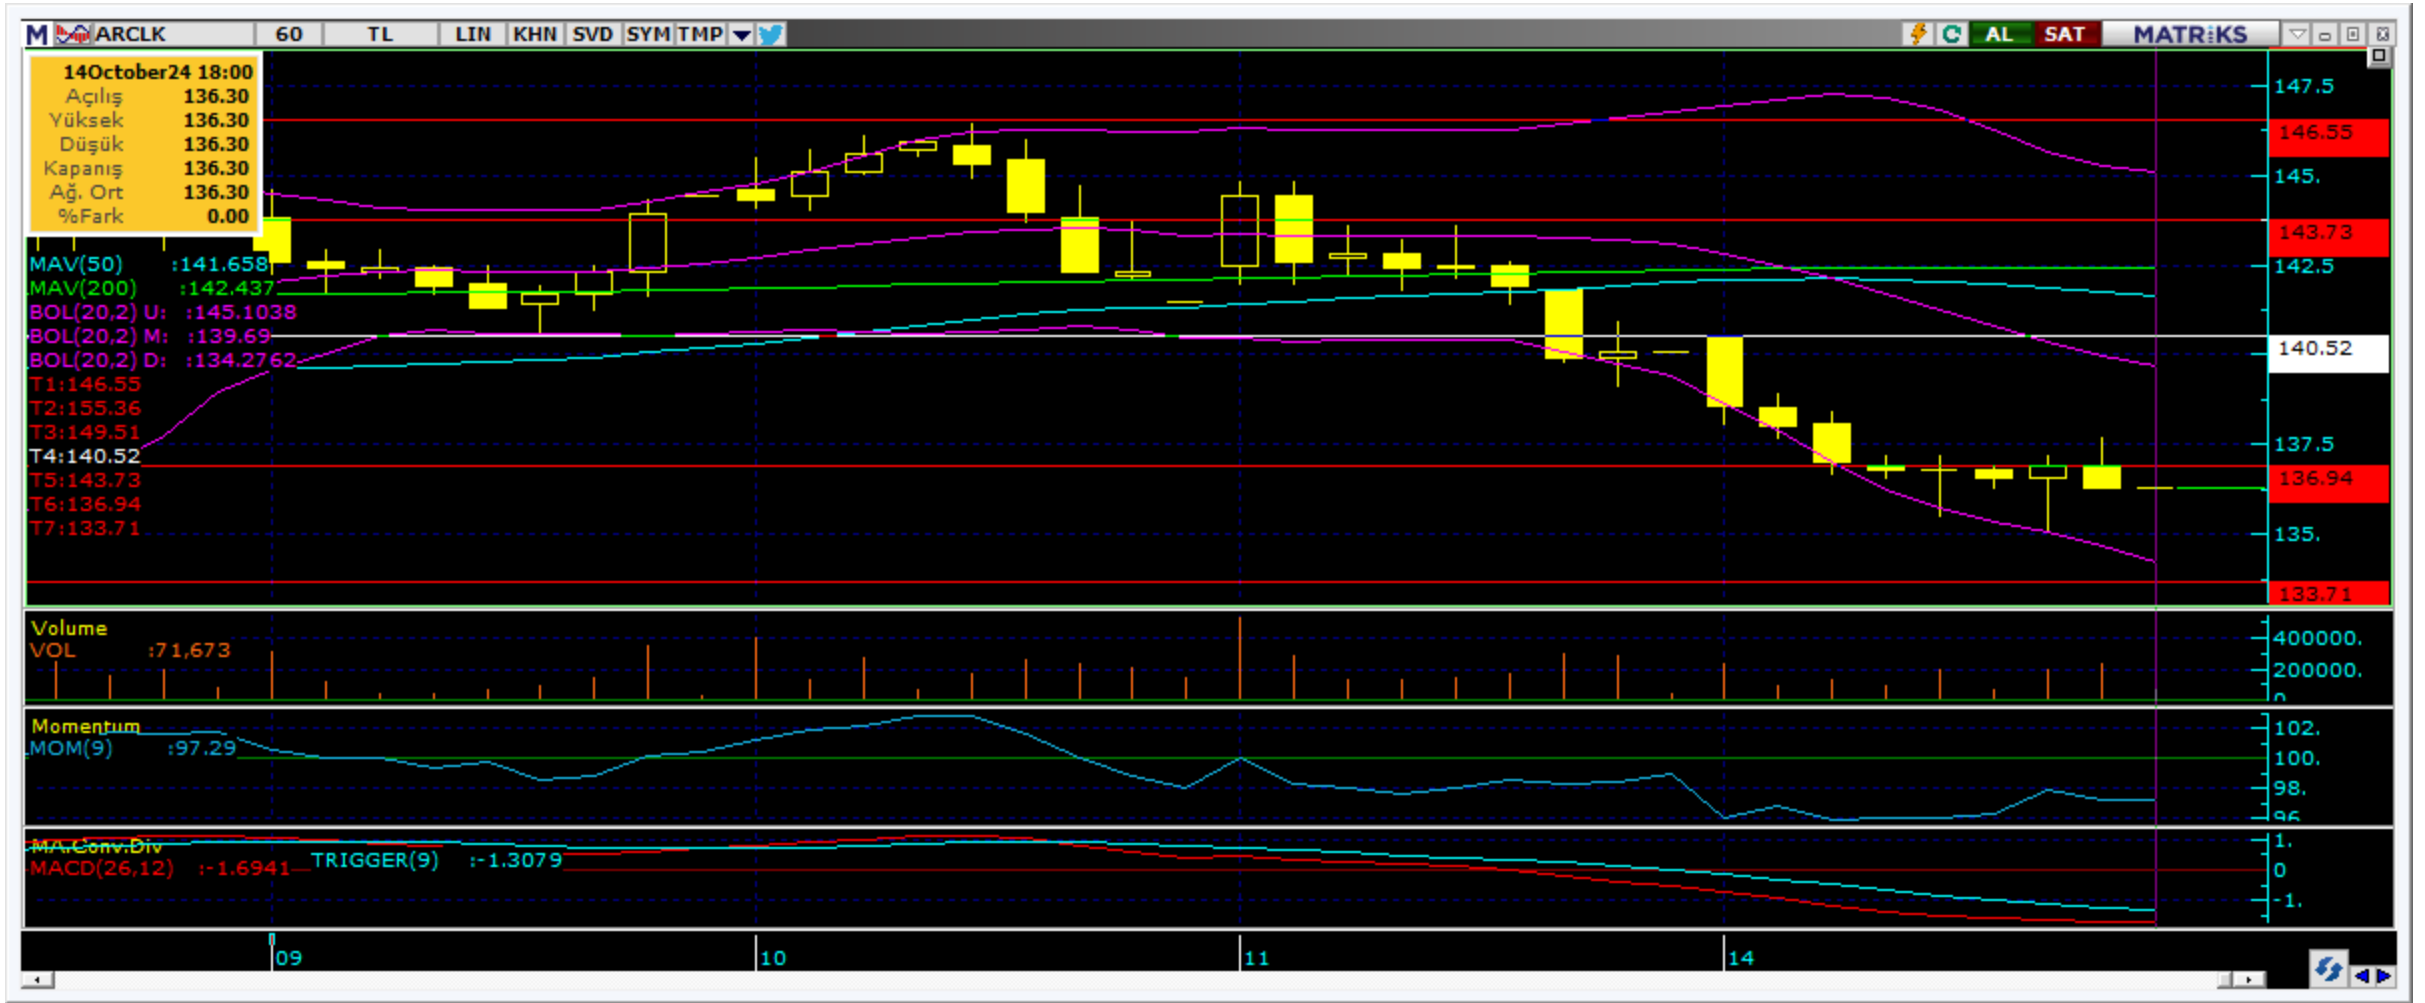 M ARCLK 60 TL LIN KHN SVD SYM TMP AL SAT MATRiKS
14October24 18:00
Açılış 136.30
Yüksek 136.30
Düşük 136.30
Kapanış 136.30
Ağ. Ort 136.30
%Fark 0.00
MAV(50) :141.658
MAV(200) :142.437
BOL(20,2) U: :145.1038
BOL(20,2) M: :139.69
BOL(20,2) D: :134.2762
T1:146.55
T2:155.36
T3:149.51
T4:140.52
T5:143.73
T6:136.94
T7:133.71
147.5
146.55
145.
143.73
142.5
140.52
137.5
136.94
135.
133.71
Volume
VOL :71,673
400000.
200000.
0
Momentum
MOM(9) :97.29
102.
100.
98.
96
MA.Conv.Div
MACD(26,12) :-1.6941 TRIGGER(9) :-1.3079
1.
0
-1.
09 10 11 14